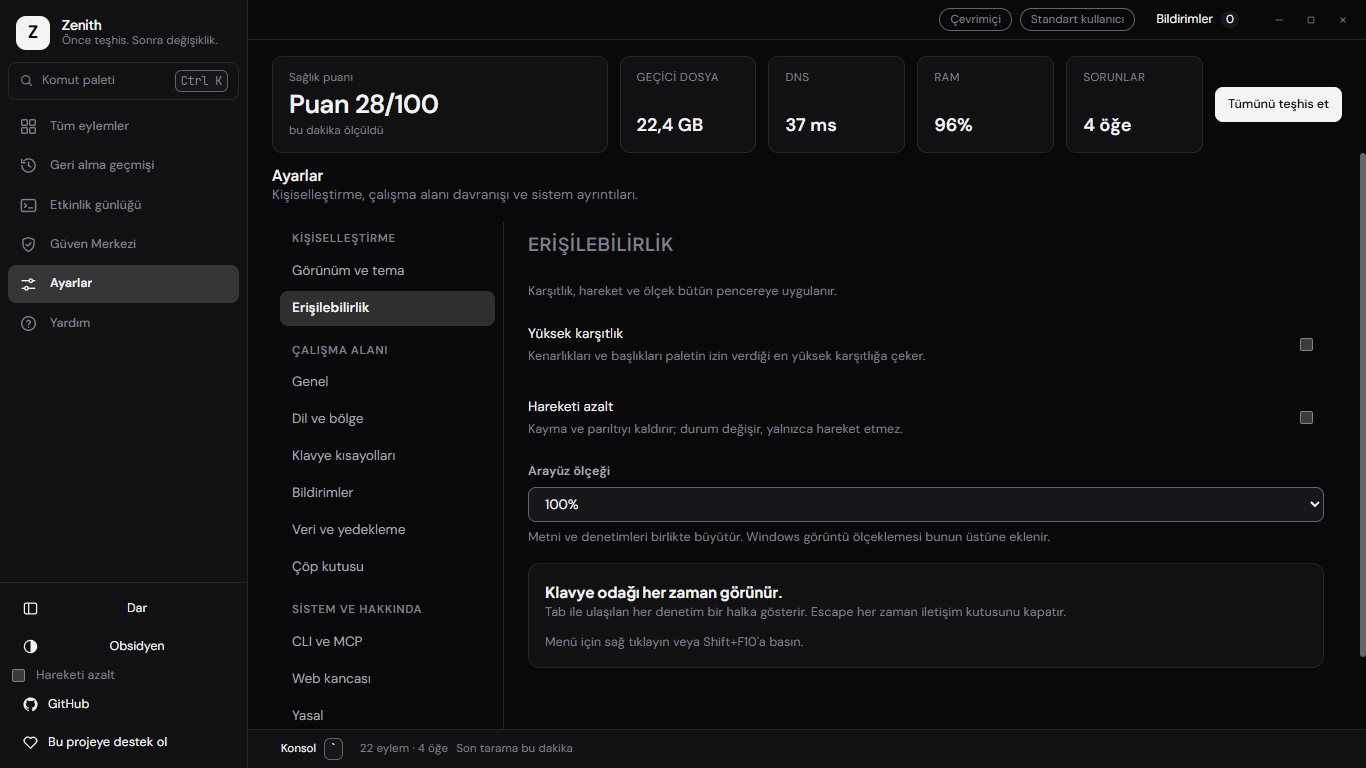 Z
Zenith
Önce teşhis. Sonra değişiklik.
Komut paleti
Ctrl K
Tüm eylemler
Geri alma geçmişi
Etkinlik günlüğü
Güven Merkezi
Ayarlar
Yardım
Dar
Obsidyen
Hareketi azalt
GitHub
Bu projeye destek ol
Çevrimiçi
Standart kullanıcı
Bildirimler 0
Sağlık puanı
Puan 28/100
bu dakika ölçüldü
GEÇİCİ DOSYA
22,4 GB
DNS
37 ms
RAM
96%
SORUNLAR
4 öğe
Tümünü teşhis et
Ayarlar
Kişiselleştirme, çalışma alanı davranışı ve sistem ayrıntıları.
KİŞİSELLEŞTİRME
Görünüm ve tema
Erişilebilirlik
ÇALIŞMA ALANI
Genel
Dil ve bölge
Klavye kısayolları
Bildirimler
Veri ve yedekleme
Çöp kutusu
SİSTEM VE HAKKINDA
CLI ve MCP
Web kancası
Yasal
ERİŞİLEBİLİRLİK
Karşıtlık, hareket ve ölçek bütün pencereye uygulanır.
Yüksek karşıtlık
Kenarlıkları ve başlıkları paletin izin verdiği en yüksek karşıtlığa çeker.
Hareketi azalt
Kayma ve parıltıyı kaldırır; durum değişir, yalnızca hareket etmez.
Arayüz ölçeği
100%
Metni ve denetimleri birlikte büyütür. Windows görüntü ölçeklemesi bunun üstüne eklenir.
Klavye odağı her zaman görünür.
Tab ile ulaşılan her denetim bir halka gösterir. Escape her zaman iletişim kutusunu kapatır.
Menü için sağ tıklayın veya Shift+F10'a basın.
Konsol `
22 eylem · 4 öğe Son tarama bu dakika